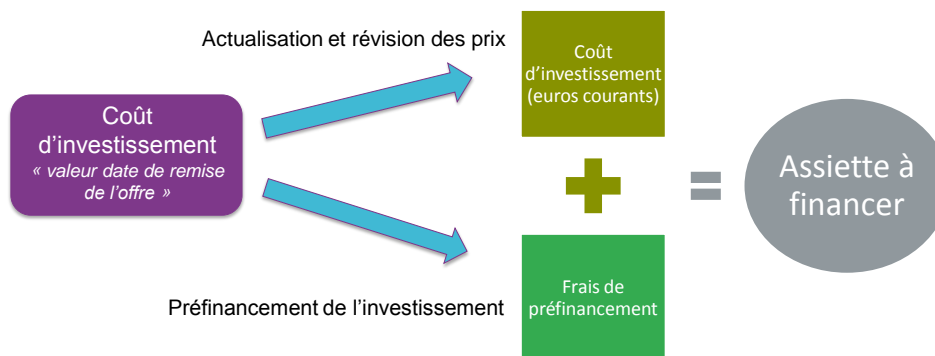 Actualisation et révision des prix
Coût
d'investissement
« valeur date de remise
de l'offre »
Coût
d'investissement
(euros courants)
+
=
Assiette à
financer
Préfinancement de l'investissement
Frais de
préfinancement